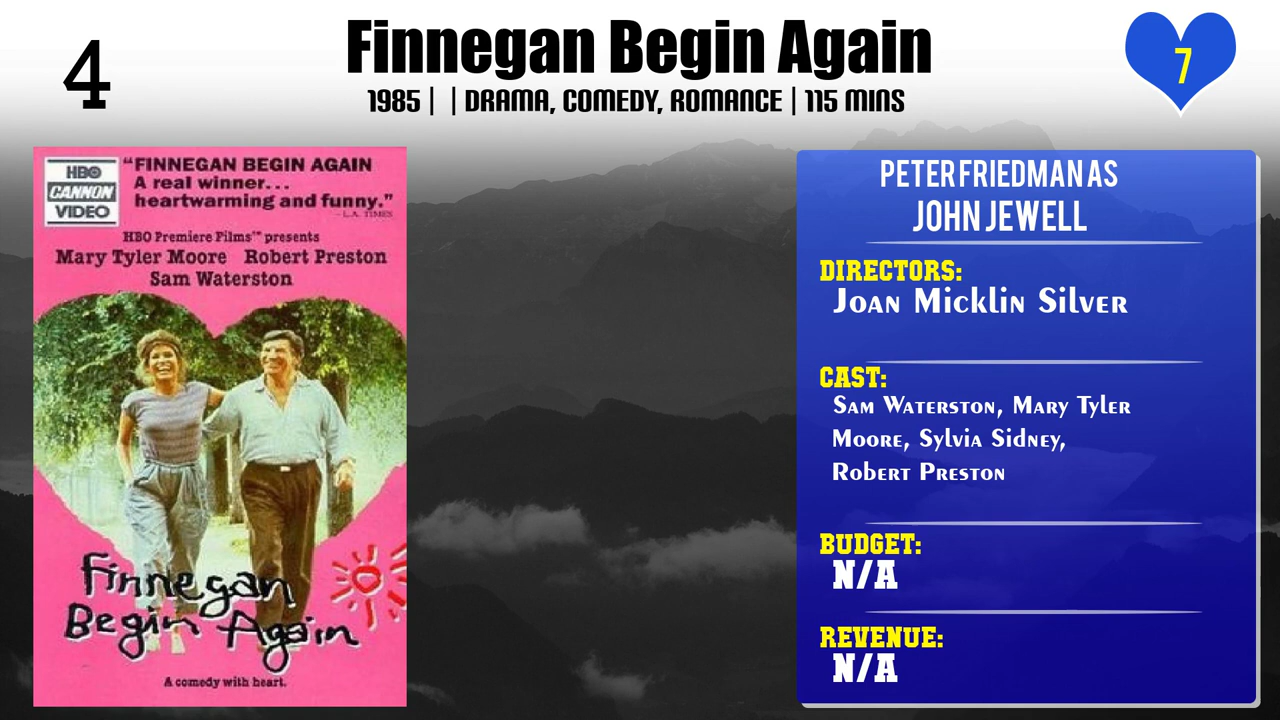 4
Finnegan Begin Again
1985 | | DRAMA, COMEDY, ROMANCE | 115 MINS
7
HBO
CANNON
VIDEO
"FINNEGAN BEGIN AGAIN
A real winner...
heartwarming and funny."
- L.A. TIMES
HBO Premiere Films™ presents
Mary Tyler Moore Robert Preston
Sam Waterston
Finnegan
Begin Again
A comedy with heart.
PETER FRIEDMAN AS
JOHN JEWELL
DIRECTORS:
Joan Micklin Silver
CAST:
Sam Waterston, Mary Tyler
Moore, Sylvia Sidney,
Robert Preston
BUDGET:
N/A
REVENUE:
N/A